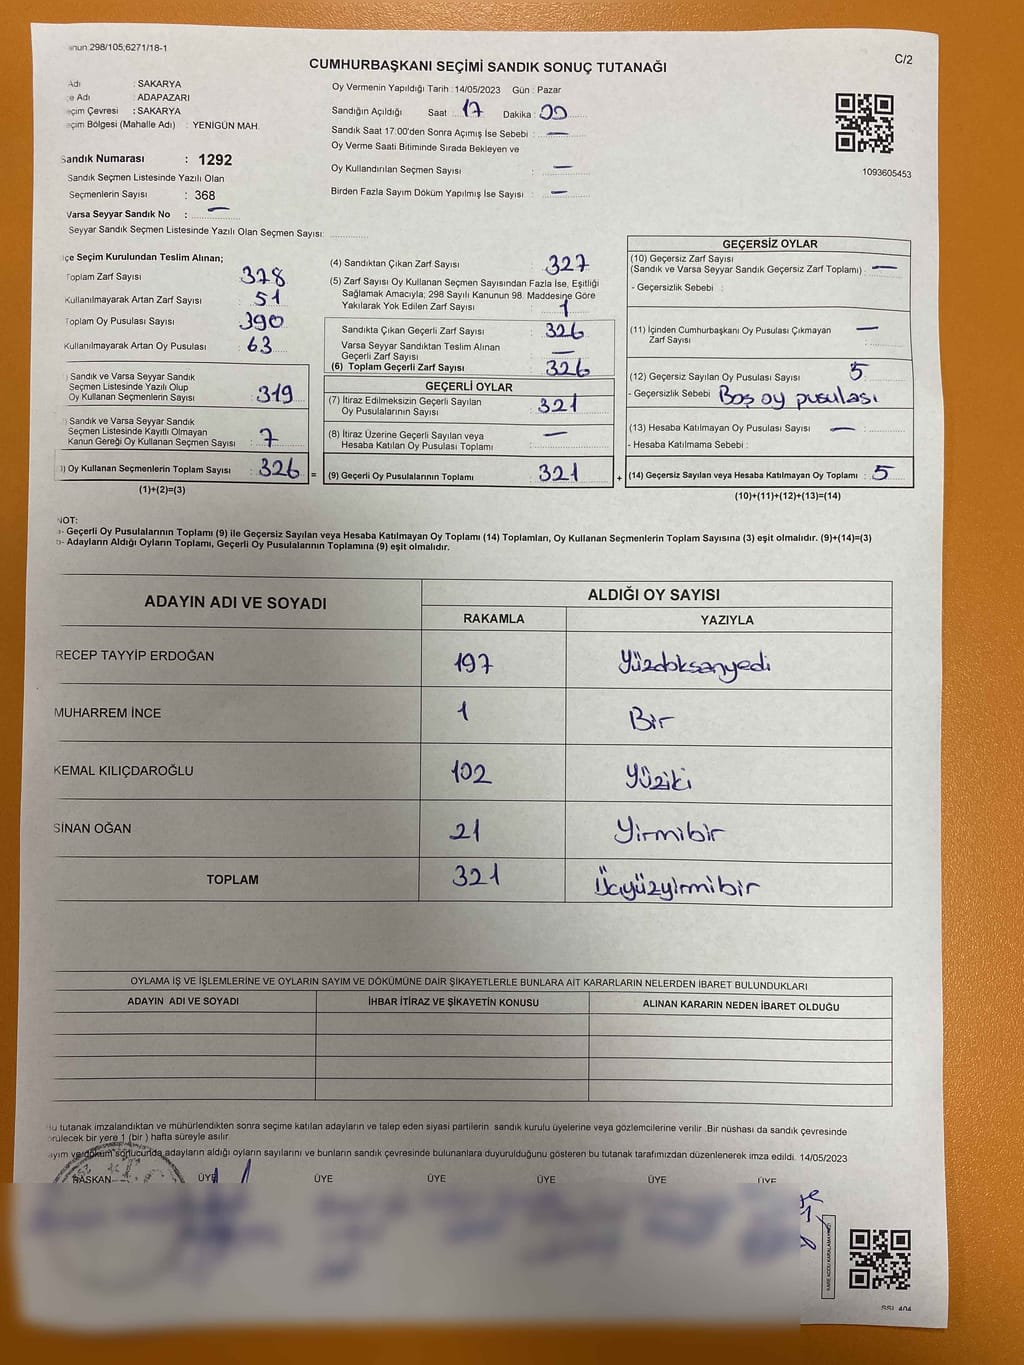 298/105;6271/18-1
C/2
CUMHURBAŞKANI SEÇİMİ SANDIK SONUÇ TUTANAĞI
Adı : SAKARYA
Adı : ADAPAZARI
Çevresi : SAKARYA
Bölgesi (Mahalle Adı) : YENİGÜN MAH.
Sandık Numarası : 1292
Sandık Seçmen Listesinde Yazılı Olan
Seçmenlerin Sayısı : 368
Varsa Seyyar Sandık No : —
Seyyar Sandık Seçmen Listesinde Yazılı Olan Seçmen Sayısı:
Oy Vermenin Yapıldığı Tarih : 14/05/2023 Gün : Pazar
Sandığın Açıldığı Saat : 17 Dakika : 00
Sandık Saat 17:00'den Sonra Açımış İse Sebebi : —
Oy Verme Saati Bitiminde Sırada Bekleyen ve
Oy Kullandırılan Seçmen Sayısı : —
Birden Fazla Sayım Döküm Yapılmış İse Sayısı : —
1093605453
Seçim Kurulundan Teslim Alınan;
Toplam Zarf Sayısı 378
Kullanılmayarak Artan Zarf Sayısı : 51
Toplam Oy Pusulası Sayısı : 390
Kullanılmayarak Artan Oy Pusulası : 63
) Sandık ve Varsa Seyyar Sandık
Seçmen Listesinde Yazılı Olup
Oy Kullanan Seçmenlerin Sayısı : 319
) Sandık ve Varsa Seyyar Sandık
Seçmen Listesinde Kayıtlı Olmayan
Kanun Gereği Oy Kullanan Seçmen Sayısı : 7
) Oy Kullanan Seçmenlerin Toplam Sayısı : 326 =
(1)+(2)=(3)
(4) Sandıktan Çıkan Zarf Sayısı : 327
(5) Zarf Sayısı Oy Kullanan Seçmen Sayısından Fazla İse, Eşitliği
Sağlamak Amacıyla; 298 Sayılı Kanunun 98. Maddesine Göre
Yakılarak Yok Edilen Zarf Sayısı : 1
Sandıkta Çıkan Geçerli Zarf Sayısı : 326
Varsa Seyyar Sandıktan Teslim Alınan
Geçerli Zarf Sayısı : —
(6) Toplam Geçerli Zarf Sayısı : 326
GEÇERLİ OYLAR
(7) İtiraz Edilmeksizin Geçerli Sayılan
Oy Pusulalarının Sayısı : 321
(8) İtiraz Üzerine Geçerli Sayılan veya
Hesaba Katılan Oy Pusulası Toplamı : —
(9) Geçerli Oy Pusulalarının Toplamı : 321 +
GEÇERSİZ OYLAR
(10) Geçersiz Zarf Sayısı
(Sandık ve Varsa Seyyar Sandık Geçersiz Zarf Toplamı) : —
- Geçersizlik Sebebi :
(11) İçinden Cumhurbaşkanı Oy Pusulası Çıkmayan
Zarf Sayısı : —
(12) Geçersiz Sayılan Oy Pusulası Sayısı : 5
- Geçersizlik Sebebi : Boş oy pusulası
(13) Hesaba Katılmayan Oy Pusulası Sayısı : —
- Hesaba Katılmama Sebebi :
(14) Geçersiz Sayılan veya Hesaba Katılmayan Oy Toplamı : 5
(10)+(11)+(12)+(13)=(14)
NOT:
a- Geçerli Oy Pusulalarının Toplamı (9) ile Geçersiz Sayılan veya Hesaba Katılmayan Oy Toplamı (14) Toplamları, Oy Kullanan Seçmenlerin Toplam Sayısına (3) eşit olmalıdır. (9)+(14)=(3)
b- Adayların Aldığı Oyların Toplamı, Geçerli Oy Pusulalarının Toplamına (9) eşit olmalıdır.
ADAYIN ADI VE SOYADI ALDIĞI OY SAYISI
RAKAMLA YAZIYLA
RECEP TAYYİP ERDOĞAN 197 Yüzdoksanyedi
MUHARREM İNCE 1 Bir
KEMAL KILIÇDAROĞLU 102 Yüziki
SİNAN OĞAN 21 Yirmibir
TOPLAM 321 Üçyüzyirmibir
OYLAMA İŞ VE İŞLEMLERİNE VE OYLARIN SAYIM VE DÖKÜMÜNE DAİR ŞİKAYETLERLE BUNLARA AİT KARARLARIN NELERDEN İBARET BULUNDUKLARI
ADAYIN ADI VE SOYADI İHBAR İTİRAZ VE ŞİKAYETİN KONUSU ALINAN KARARIN NEDEN İBARET OLDUĞU
Bu tutanak imzalandıktan ve mühürlendikten sonra seçime katılan adayların ve talep eden siyasi partilerin sandık kurulu üyelerine veya gözlemcilerine verilir .Bir nüshası da sandık çevresinde
görülecek bir yere 1 (bir ) hafta süreyle asılır.
Sayım ve döküm sonucunda adayların aldığı oyların sayılarını ve bunların sandık çevresinde bulunanlara duyurulduğunu gösteren bu tutanak tarafımızdan düzenlenerek imza edildi. 14/05/2023
BAŞKAN ÜYE ÜYE ÜYE ÜYE ÜYE ÜYE